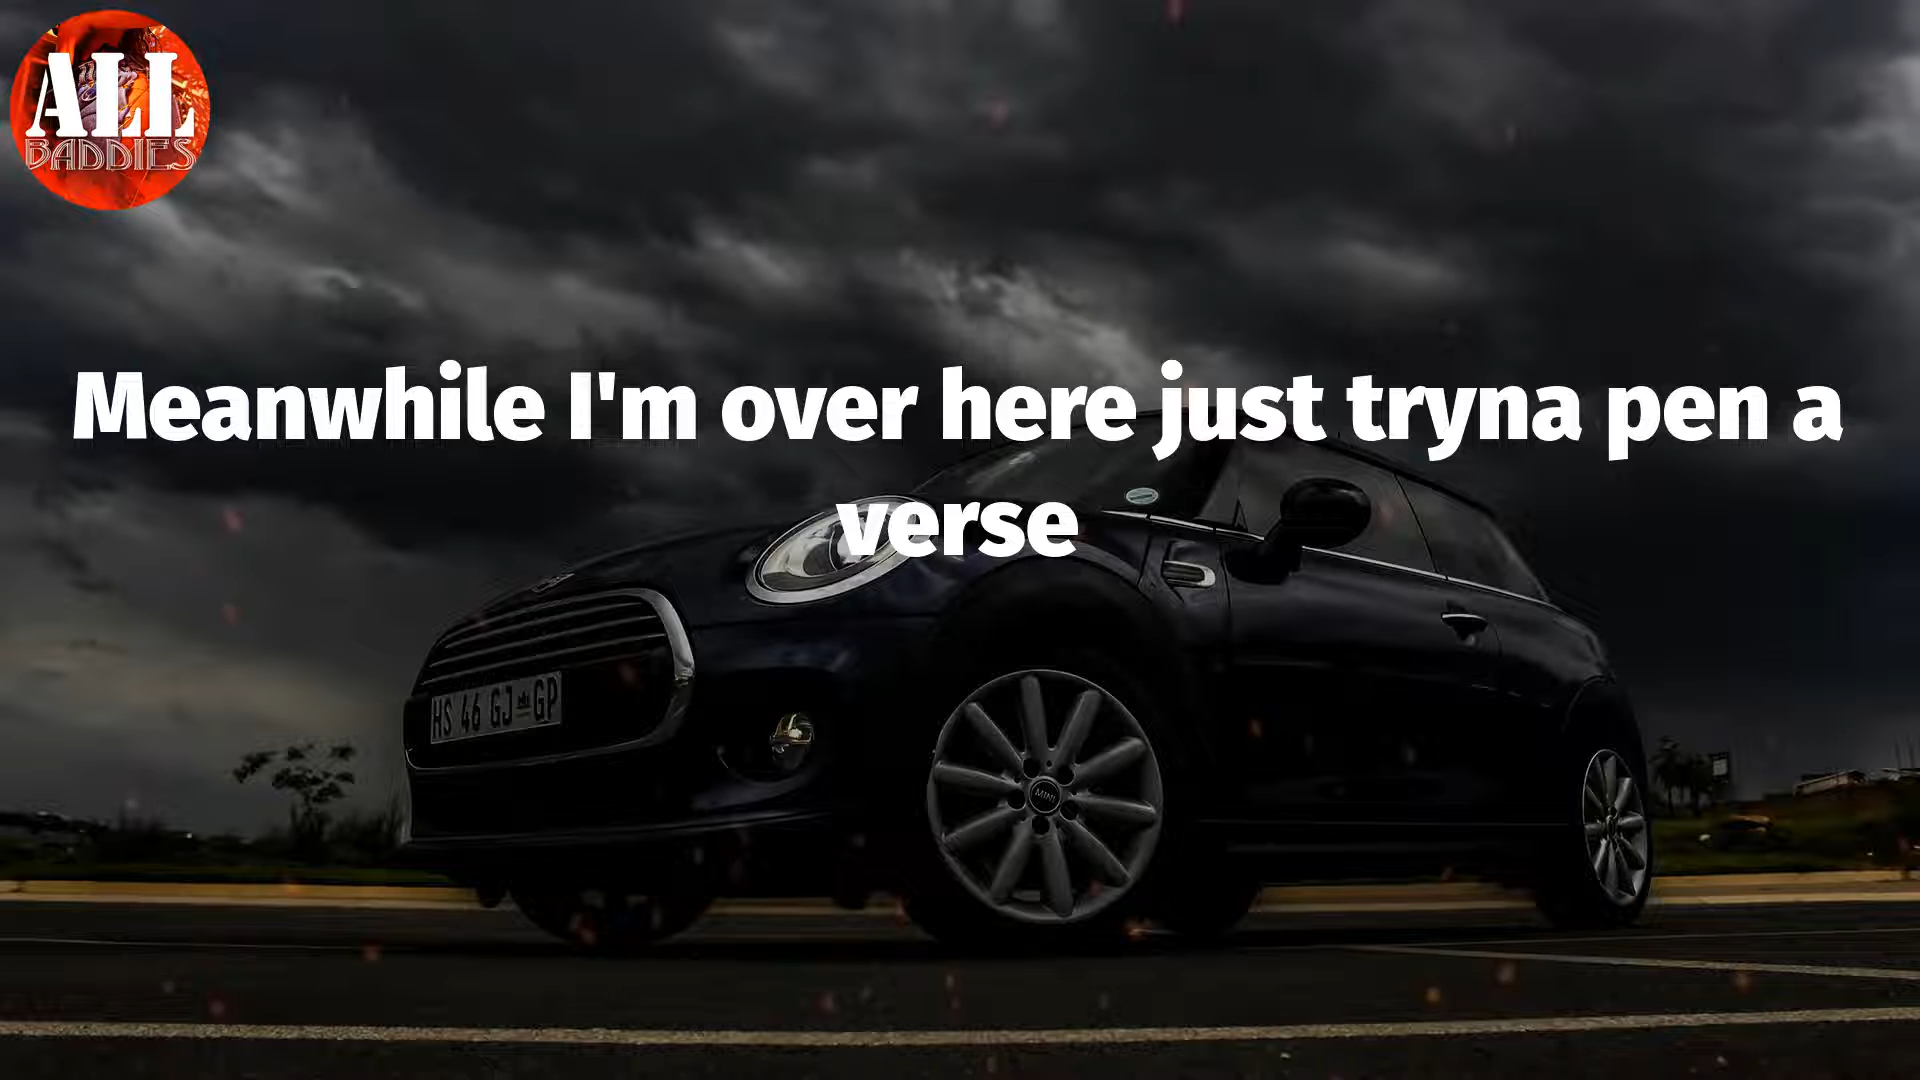 ALL
BADDIES
Meanwhile I'm over here just tryna pen a
verse
HS 46 GJ GP
MINI